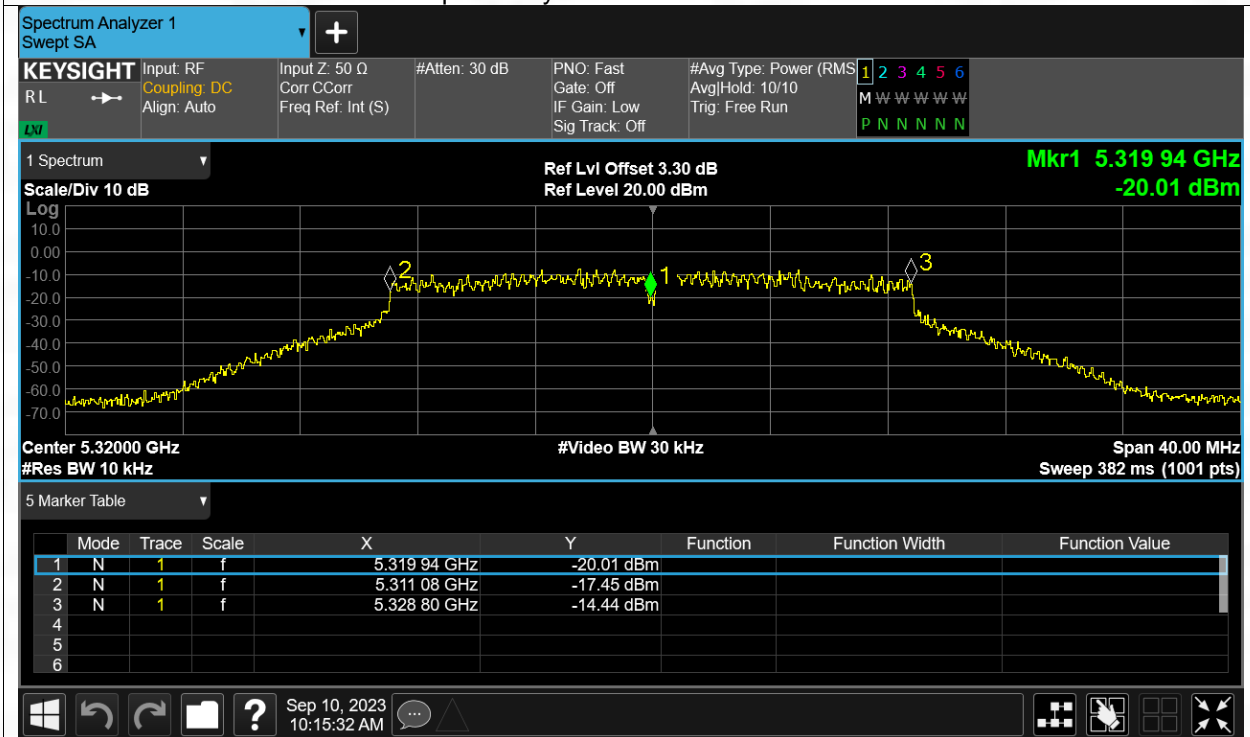 Spectrum Analyzer 1
Swept SA
+
KEYSIGHT
R L
LXI
Input: RF
Coupling: DC
Align: Auto
Input Z: 50 Ω
Corr CCorr
Freq Ref: Int (S)
#Atten: 30 dB
PNO: Fast
Gate: Off
IF Gain: Low
Sig Track: Off
#Avg Type: Power (RMS
Avg|Hold: 10/10
Trig: Free Run
1 2 3 4 5 6
M W W W W W
P N N N N N
1 Spectrum
Scale/Div 10 dB
Ref Lvl Offset 3.30 dB
Ref Level 20.00 dBm
Mkr1 5.319 94 GHz
-20.01 dBm
Log
10.0
0.00
-10.0
-20.0
-30.0
-40.0
-50.0
-60.0
-70.0
2
1
3
Center 5.32000 GHz
#Res BW 10 kHz
#Video BW 30 kHz
Span 40.00 MHz
Sweep 382 ms (1001 pts)
5 Marker Table
Mode Trace Scale X Y Function Function Width Function Value
1 N 1 f 5.319 94 GHz -20.01 dBm
2 N 1 f 5.311 08 GHz -17.45 dBm
3 N 1 f 5.328 80 GHz -14.44 dBm
4
5
6
?
Sep 10, 2023
10:15:32 AM